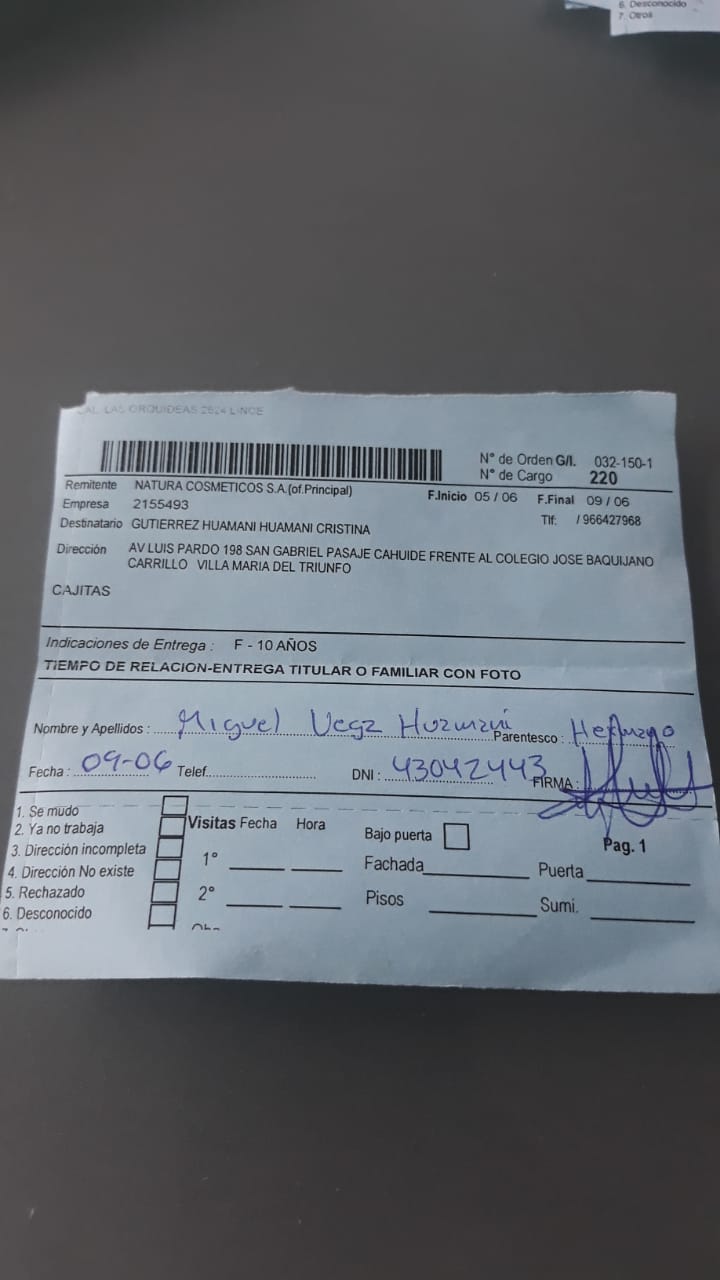 6. Desconocido
7. Otros
CAL. LAS ORQUIDEAS 2624 LINCE
N° de Orden G/I. 032-150-1
N° de Cargo 220
Remitente NATURA COSMETICOS S.A.(of.Principal)
F.Inicio 05 / 06 F.Final 09 / 06
Empresa 2155493
Tlf: / 966427968
Destinatario GUTIERREZ HUAMANI HUAMANI CRISTINA
Dirección AV LUIS PARDO 198 SAN GABRIEL PASAJE CAHUIDE FRENTE AL COLEGIO JOSE BAQUIJANO
CARRILLO VILLA MARIA DEL TRIUNFO
CAJITAS
Indicaciones de Entrega : F - 10 AÑOS
TIEMPO DE RELACION-ENTREGA TITULAR O FAMILIAR CON FOTO
Nombre y Apellidos : Miguel Vega Huamaní Parentesco : Hermano
Fecha : 09-06 Telef. DNI : 43042443 FIRMA :
1. Se mudo
2. Ya no trabaja
3. Dirección incompleta
4. Dirección No existe
5. Rechazado
6. Desconocido
Visitas Fecha Hora
1°
2°
Bajo puerta
Pag. 1
Fachada Puerta
Pisos Sumi.